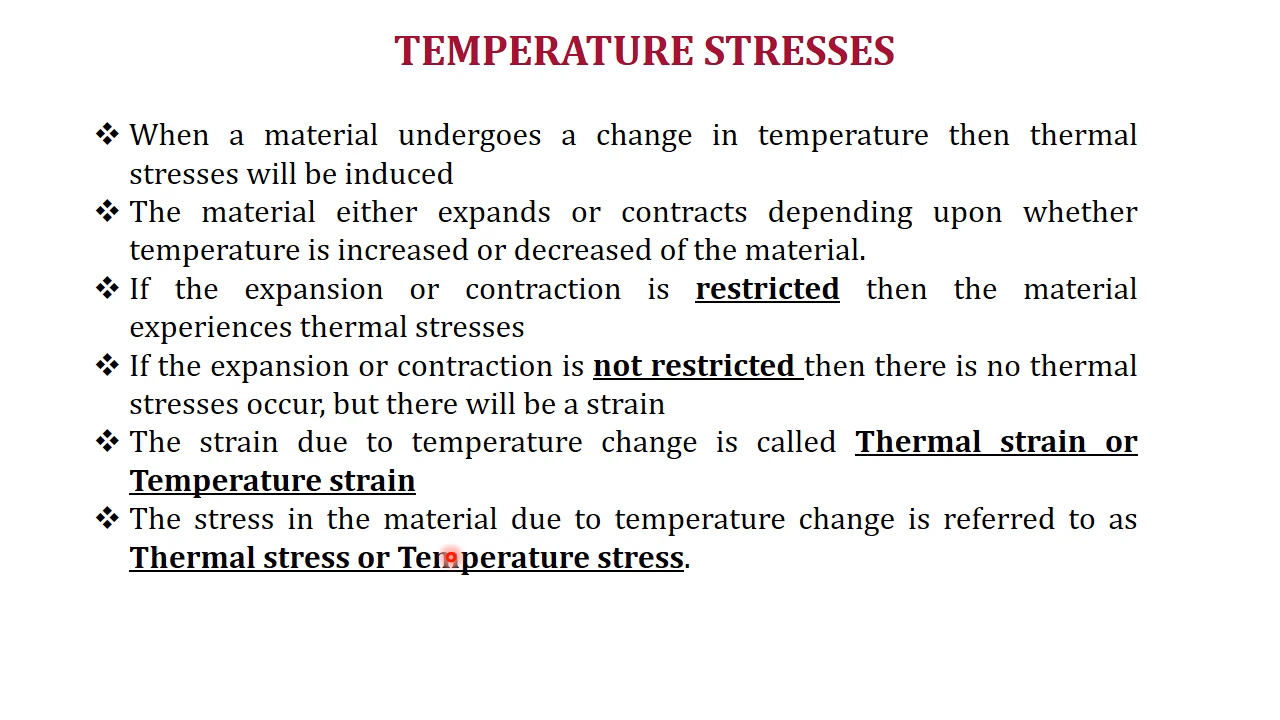 TEMPERATURE STRESSES
❖ When a material undergoes a change in temperature then thermal
stresses will be induced
❖ The material either expands or contracts depending upon whether
temperature is increased or decreased of the material.
❖ If the expansion or contraction is restricted then the material
experiences thermal stresses
❖ If the expansion or contraction is not restricted then there is no thermal
stresses occur, but there will be a strain
❖ The strain due to temperature change is called Thermal strain or
Temperature strain
❖ The stress in the material due to temperature change is referred to as
Thermal stress or Temperature stress.